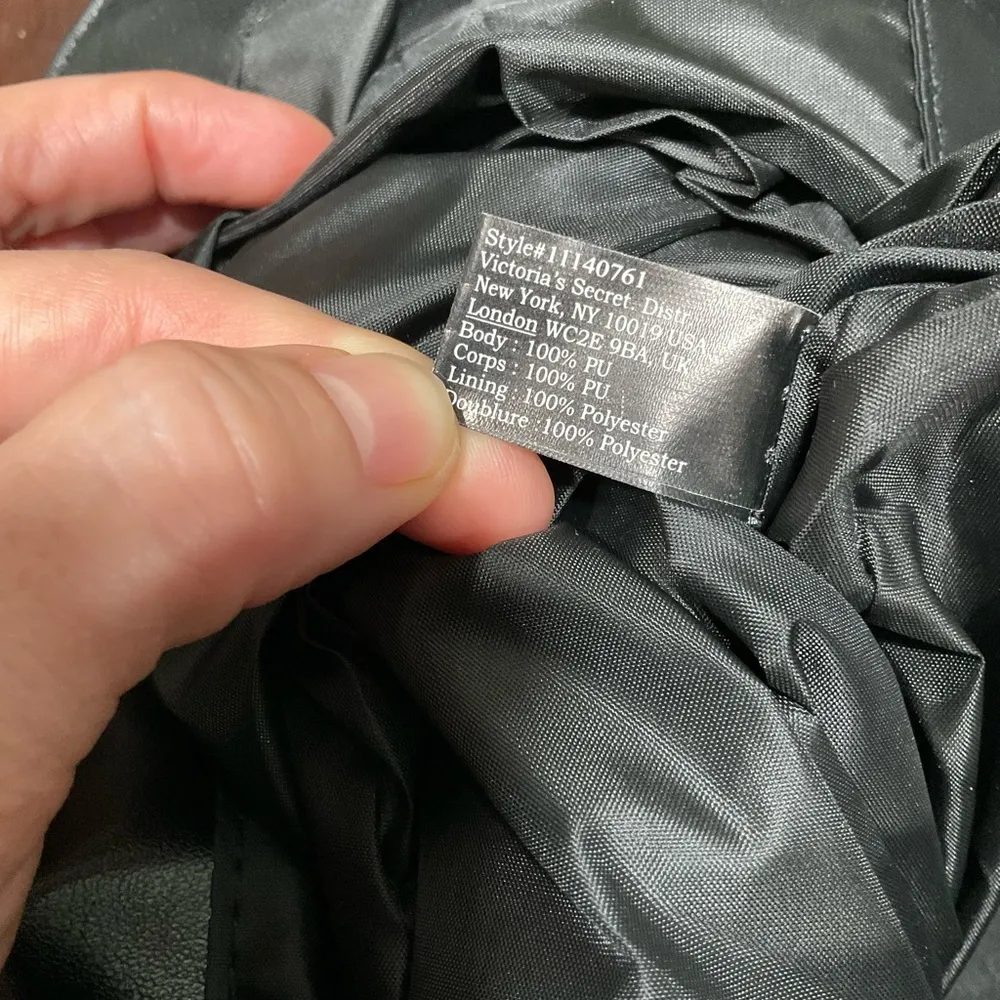 Style#11140761
Victoria's Secret Distr
New York, NY 10019 USA
London WC2E 9BA, UK
Body : 100% PU
Corps : 100% PU
Lining : 100% Polyester
Doublure :100% Polyester